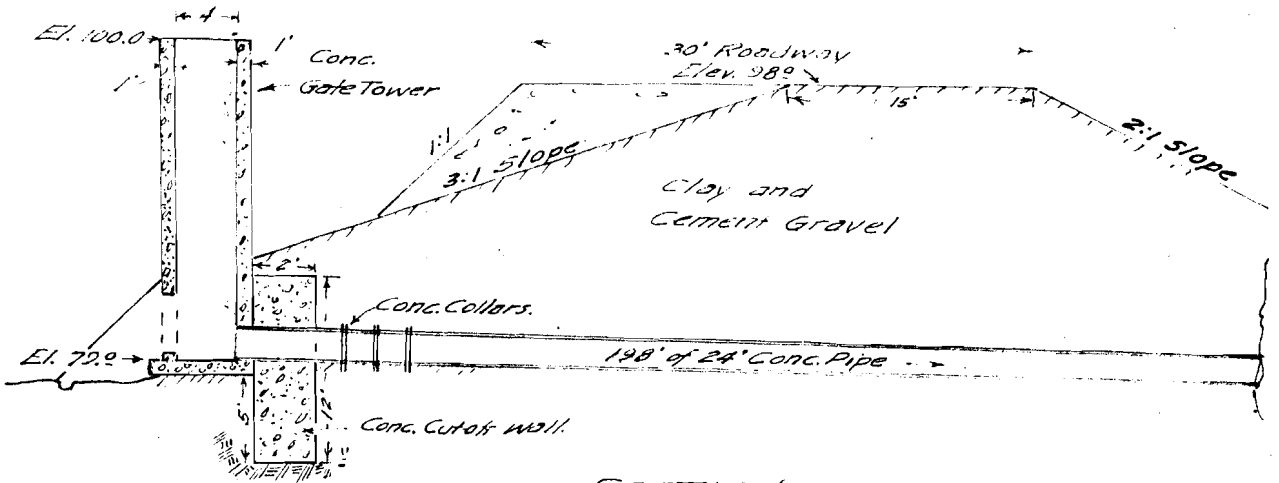 4'
El. 100.0
1'
Conc.
Gate Tower
1'
30' Roadway
Elev. 98.0
15'
1:1
3:1 Slope
2:1 Slope
Clay and
Cement Gravel
2'
Conc. Collars.
El. 79.0
198' of 24" Conc. Pipe
5'
12'
Conc. Cutoff Wall.